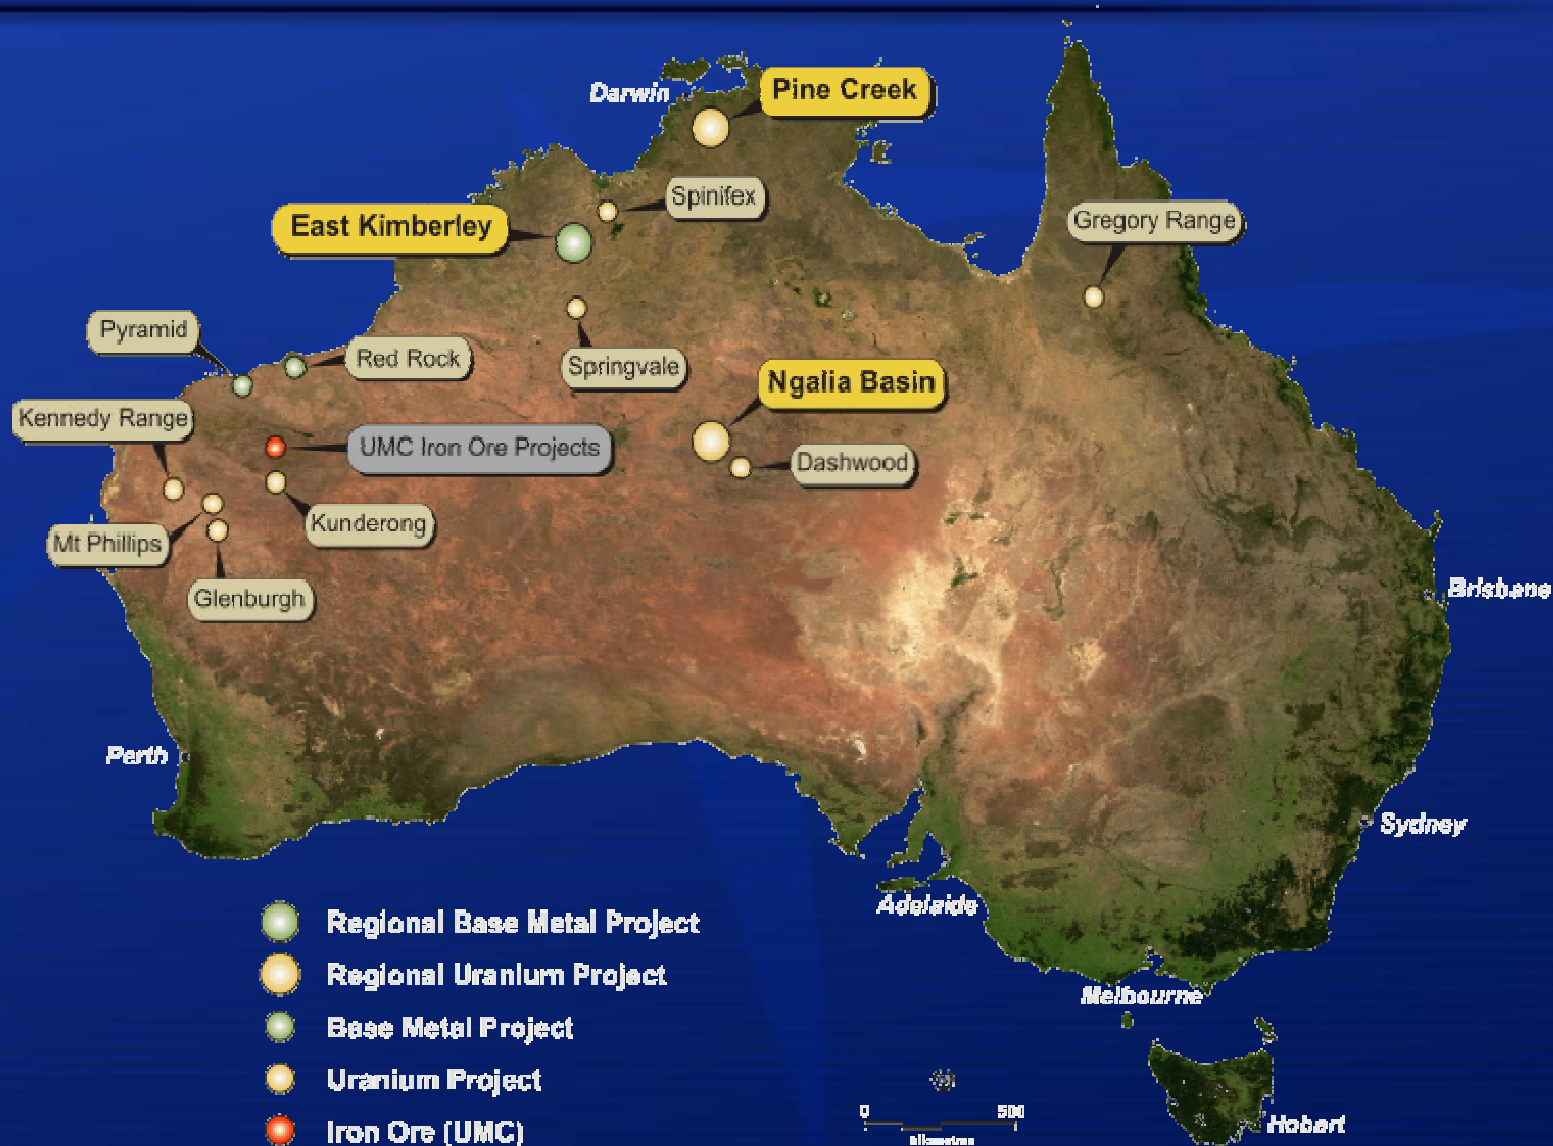 Darwin
Pine Creek
Spinifex
East Kimberley
Gregory Range
Pyramid
Red Rock
Springvale
Ngalia Basin
Kennedy Range
UMC Iron Ore Projects
Dashwood
Kunderong
Mt Phillips
Glenburgh
Brisbane
Perth
Sydney
Adelaide
Melbourne
Hobart
Regional Base Metal Project
Regional Uranium Project
Base Metal Project
Uranium Project
Iron Ore (UMC)
0 500
kilometres